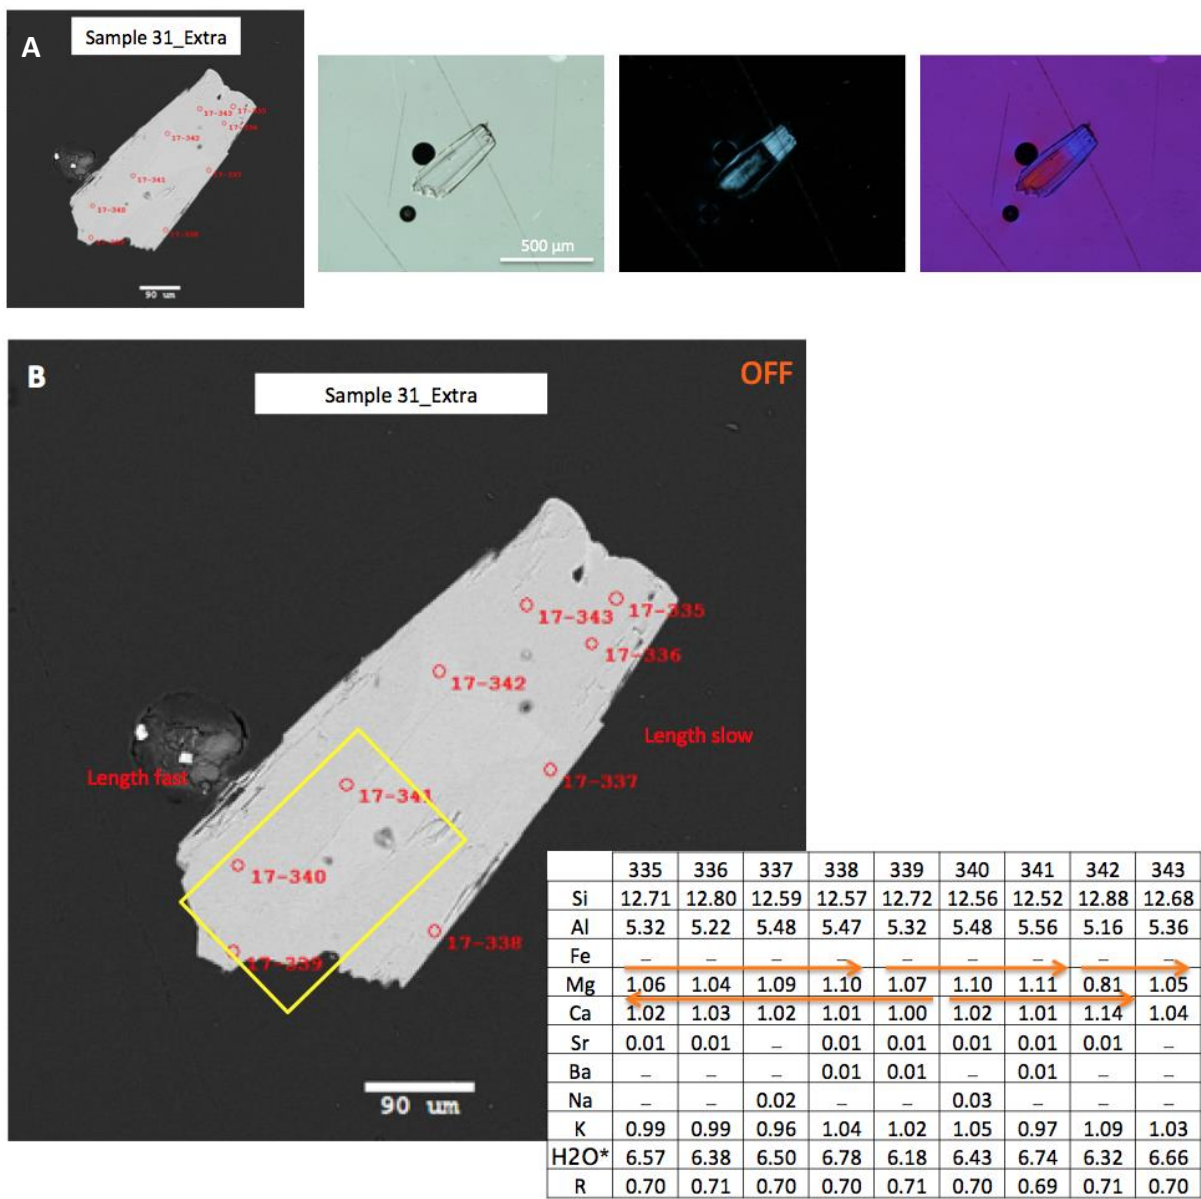 A
Sample 31_Extra
17-343
17-342
17-341
17-340
90 um
500 µm
B
OFF
Sample 31_Extra
17-343
17-335
17-336
17-342
Length slow
Length fast
17-337
17-341
17-340
17-338
17-339
90 um
335 336 337 338 339 340 341 342 343
Si 12.71 12.80 12.59 12.57 12.72 12.56 12.52 12.88 12.68
Al 5.32 5.22 5.48 5.47 5.32 5.48 5.56 5.16 5.36
Fe – – – – – – – – –
Mg 1.06 1.04 1.09 1.10 1.07 1.10 1.11 0.81 1.05
Ca 1.02 1.03 1.02 1.01 1.00 1.02 1.01 1.14 1.04
Sr 0.01 0.01 – 0.01 0.01 0.01 0.01 0.01 –
Ba – – – 0.01 0.01 – 0.01 – –
Na – – 0.02 – – 0.03 – – –
K 0.99 0.99 0.96 1.04 1.02 1.05 0.97 1.09 1.03
H2O* 6.57 6.38 6.50 6.78 6.18 6.43 6.74 6.32 6.66
R 0.70 0.71 0.70 0.70 0.71 0.70 0.69 0.71 0.70